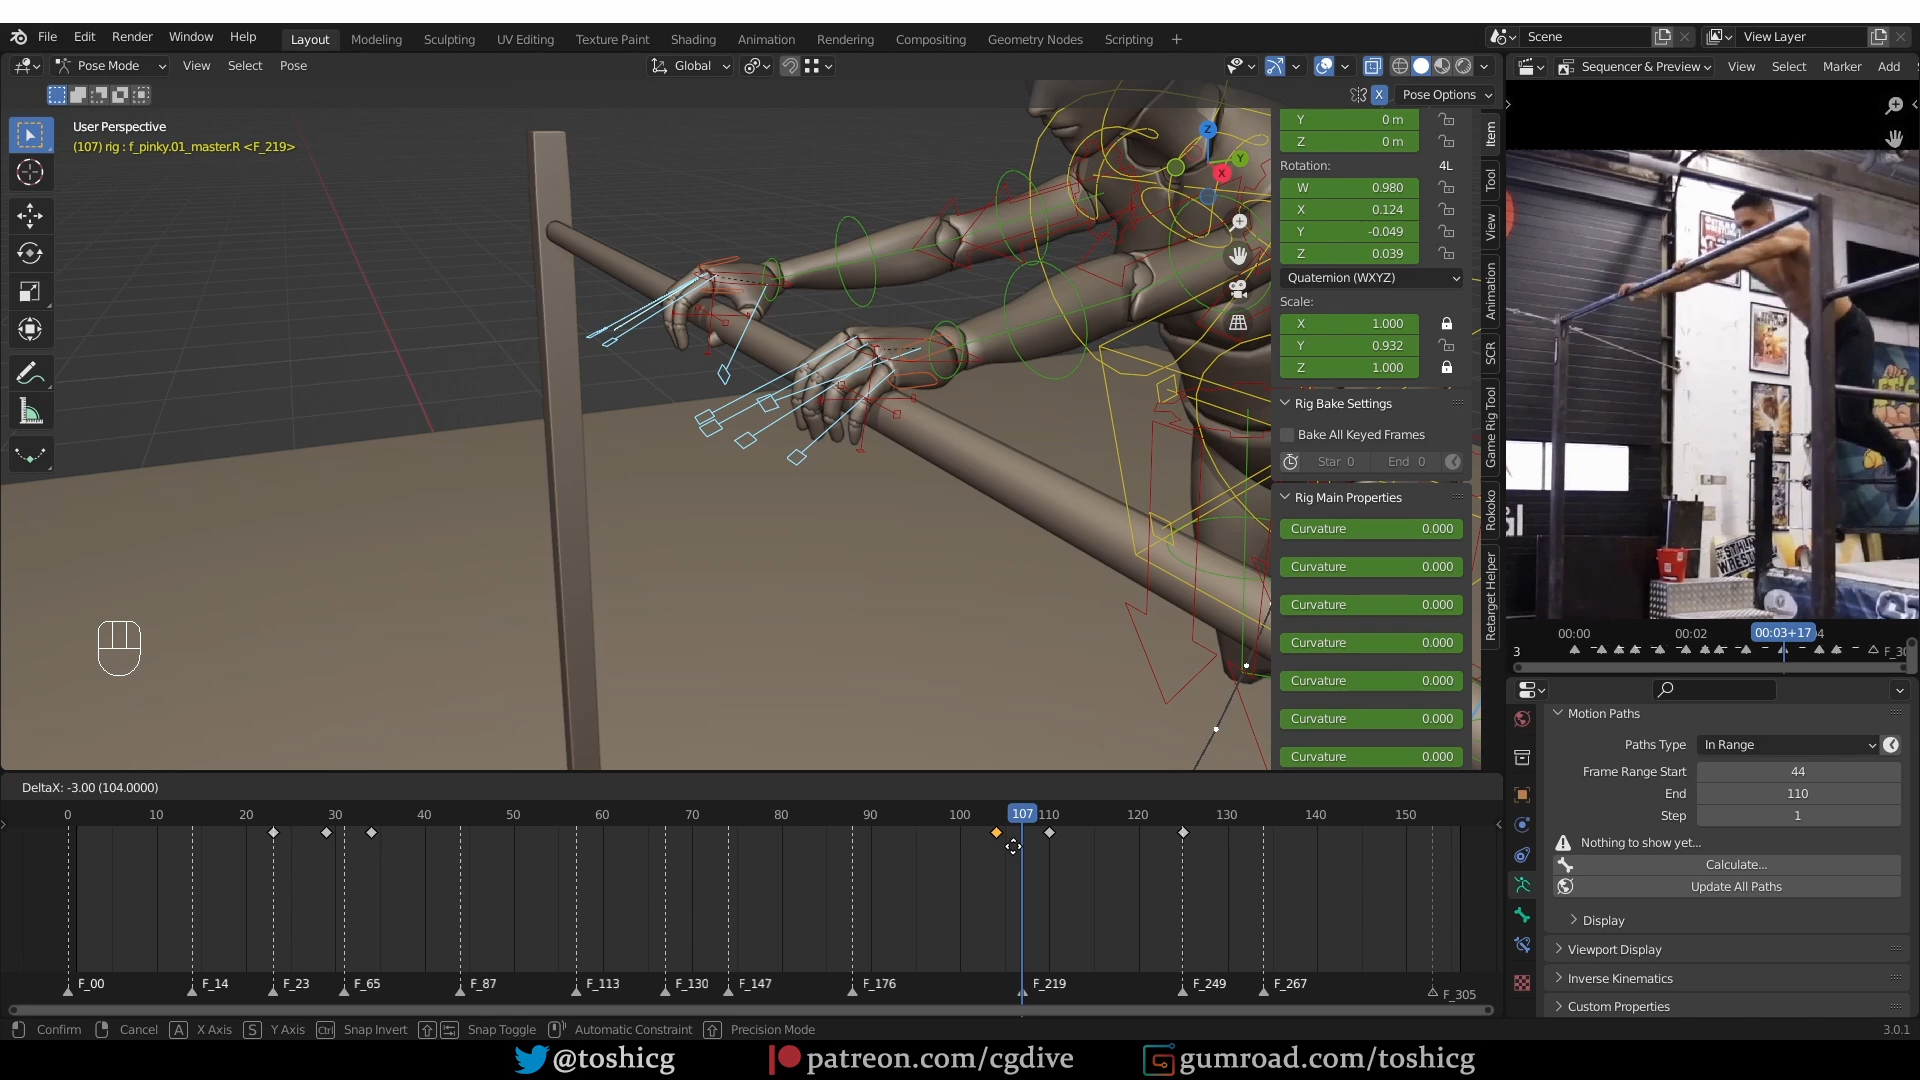 File Edit Render Window Help Layout Modeling Sculpting UV Editing Texture Paint Shading Animation Rendering Compositing Geometry Nodes Scripting + Scene View Layer
Pose Mode View Select Pose Global Sequencer & Preview View Select Marker Add
X Pose Options
User Perspective
(107) rig : f_pinky.01_master.R <F_219>
Z
Y
X
Y 0 m
Z 0 m
Rotation: 4L
W 0.980
X 0.124
Y -0.049
Z 0.039
Quaternion (WXYZ)
Scale:
X 1.000
Y 0.932
Z 1.000
Rig Bake Settings
Bake All Keyed Frames
Star 0 End 0
Rig Main Properties
Curvature 0.000
Curvature 0.000
Curvature 0.000
Curvature 0.000
Curvature 0.000
Curvature 0.000
Curvature 0.000
Item
Tool
View
Animation
SCR
Game Rig Tool
Rokoko
Retarget Helper
00:00 00:02 00:03+17 4
3
Motion Paths
Paths Type In Range
Frame Range Start 44
End 110
Step 1
Nothing to show yet...
Calculate...
Update All Paths
Display
Viewport Display
Inverse Kinematics
Custom Properties
DeltaX: -3.00 (104.0000)
0 10 20 30 40 50 60 70 80 90 100 107 110 120 130 140 150
F_00 F_14 F_23 F_65 F_87 F_113 F_130 F_147 F_176 F_219 F_249 F_267 F_305
Confirm Cancel A X Axis S Y Axis Ctrl Snap Invert Snap Toggle Automatic Constraint Precision Mode 3.0.1
@toshicg patreon.com/cgdive gumroad.com/toshicg